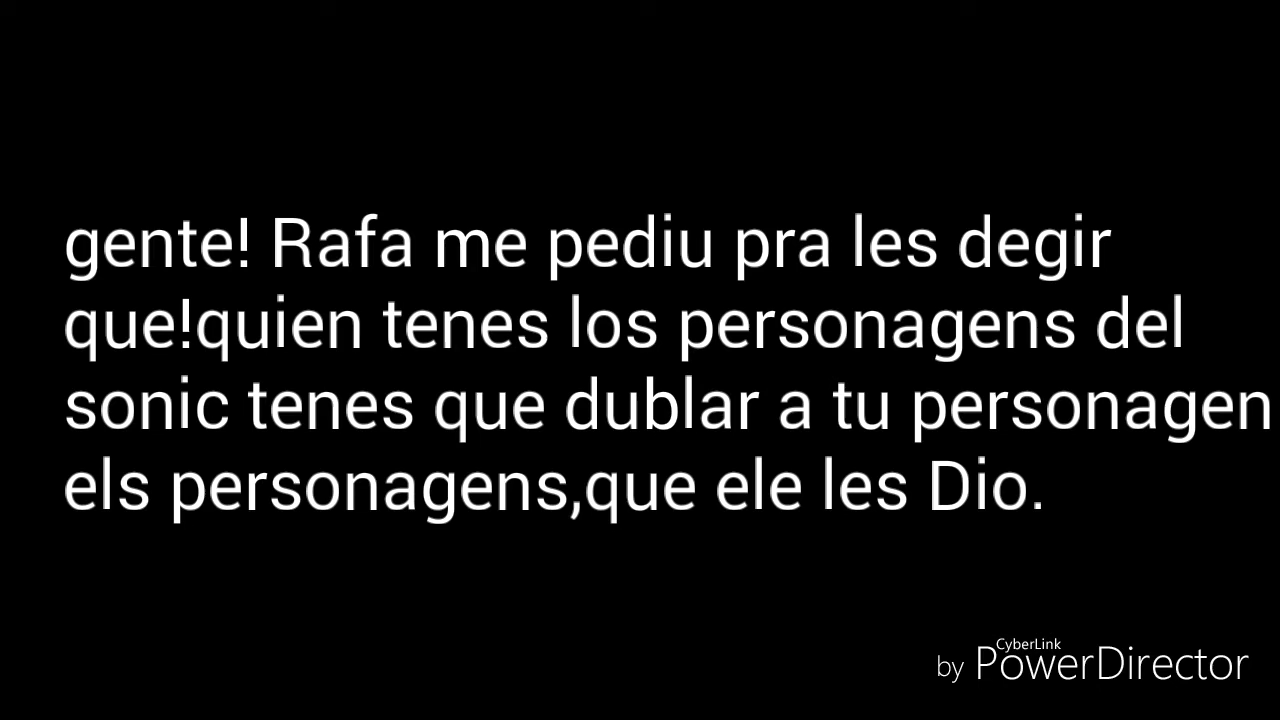 gente! Rafa me pediu pra les degir
que!quien tenes los personagens del
sonic tenes que dublar a tu personagen
els personagens,que ele les Dio.
CyberLink
by PowerDirector